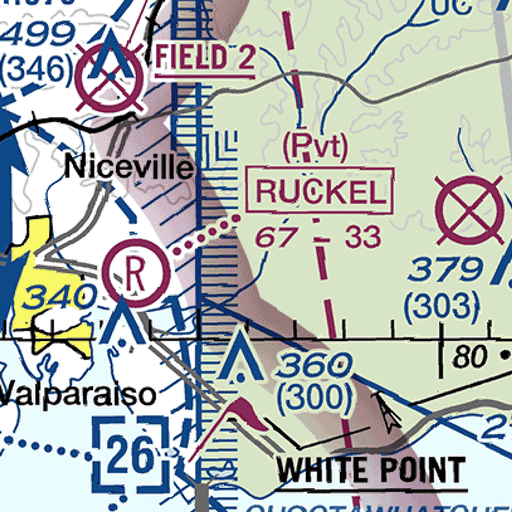 499
(346)
FIELD 2
(Pvt)
Niceville
RUCKEL
67 - 33
R
379
(303)
340
80
360
(300)
Valparaiso
26
WHITE POINT